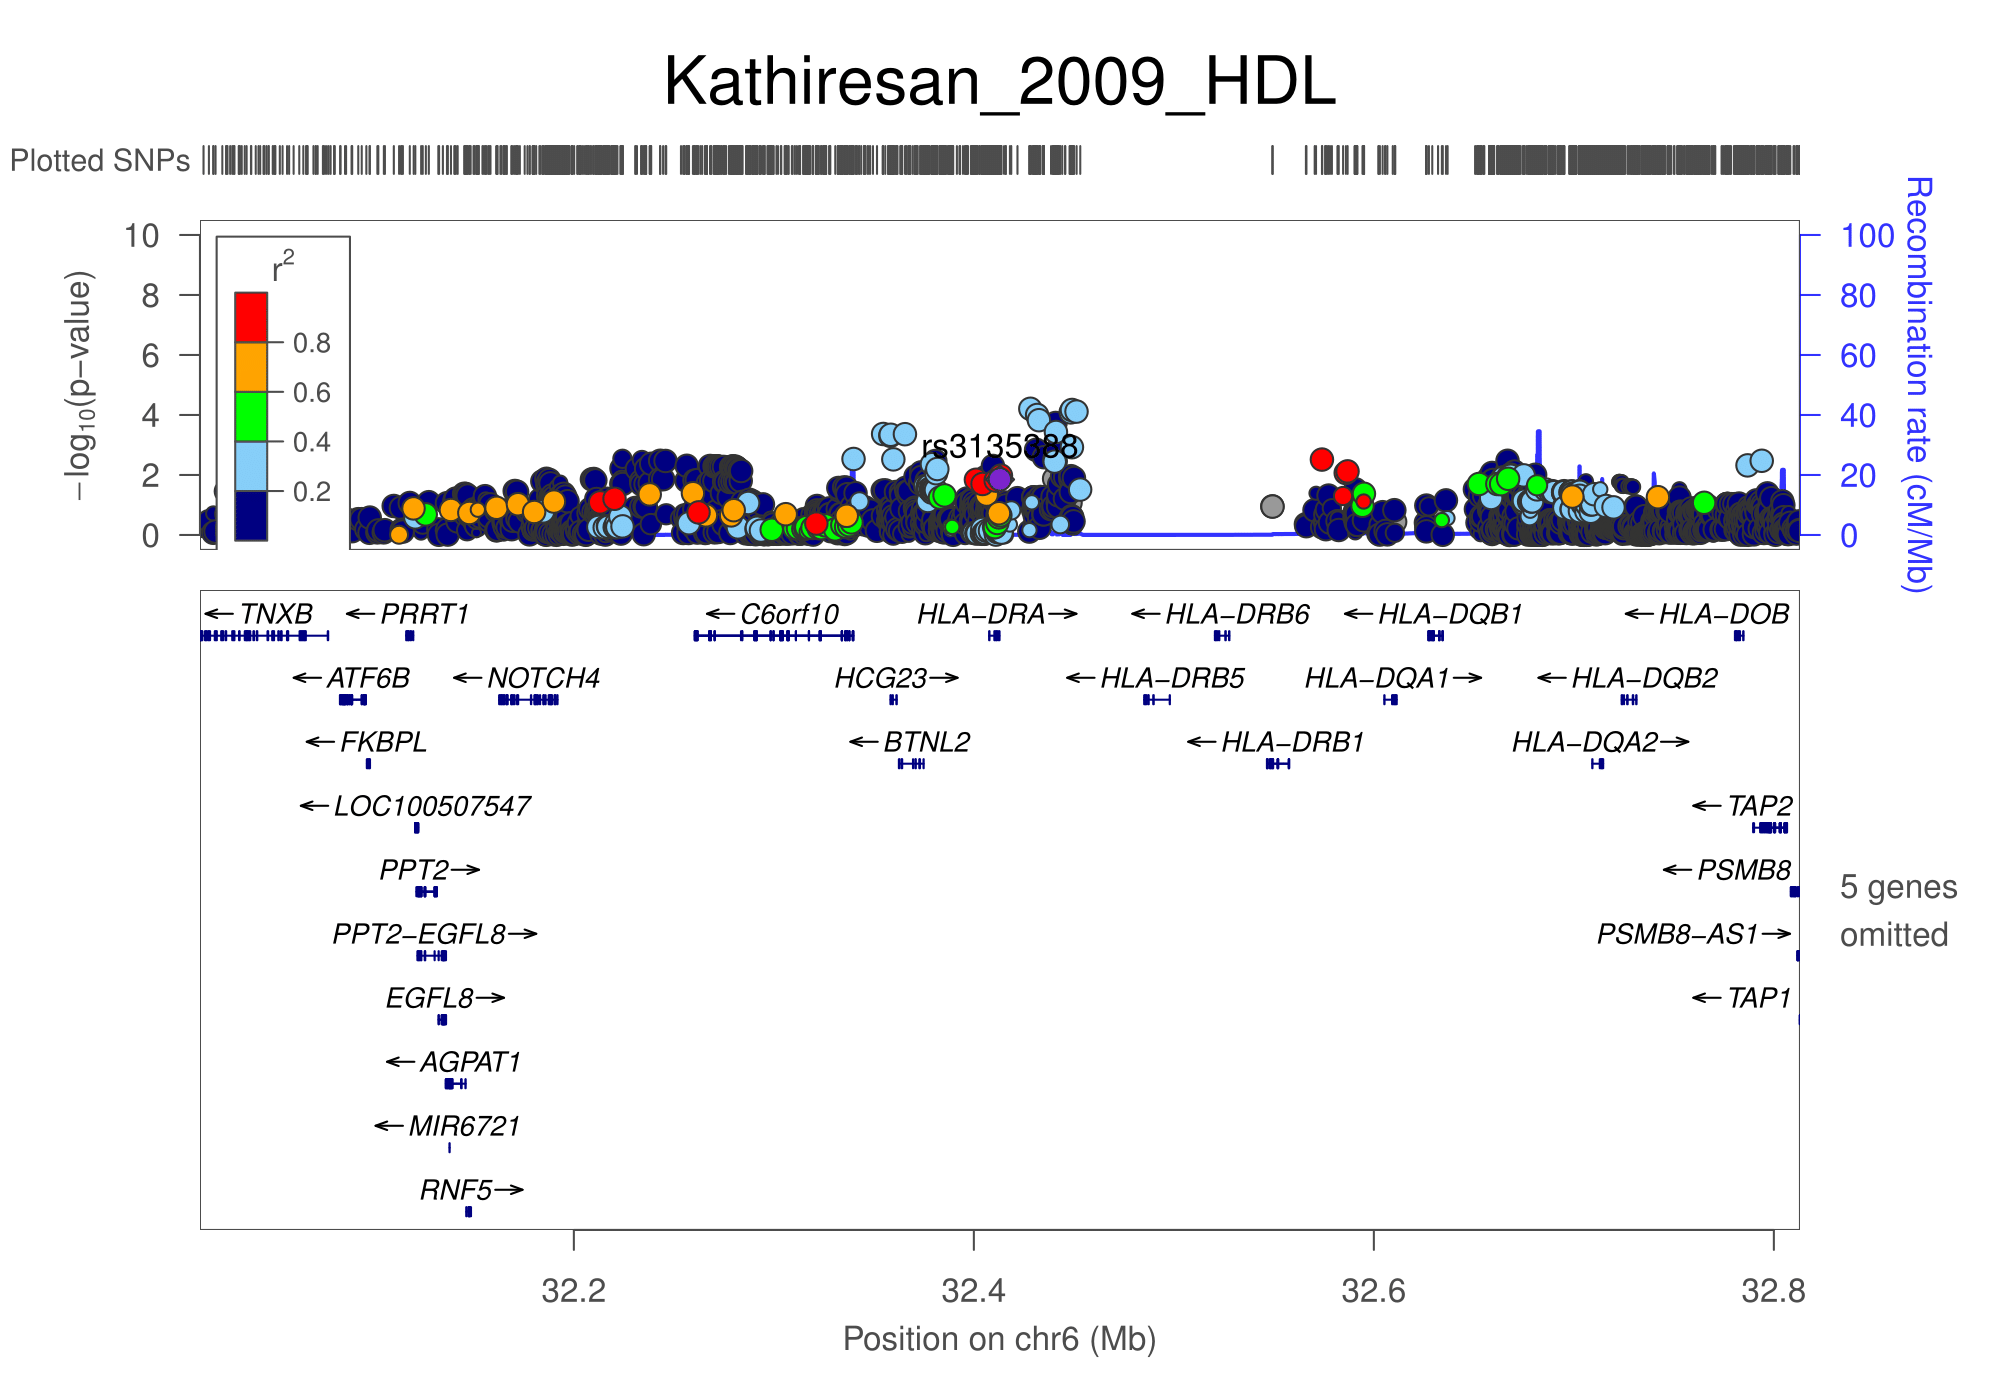 Kathiresan_2009_HDL
Plotted SNPs
10
8
6
4
2
0
−log10(p−value)
r2
0.8
0.6
0.4
0.2
rs3135388
100
80
60
40
20
0
Recombination rate (cM/Mb)
TNXB PRRT1 C6orf10 HLA−DRA HLA−DRB6 HLA−DQB1 HLA−DOB
ATF6B NOTCH4 HCG23 HLA−DRB5 HLA−DQA1 HLA−DQB2
FKBPL BTNL2 HLA−DRB1 HLA−DQA2
LOC100507547 TAP2
PPT2 PSMB8
5 genes
omitted
PPT2−EGFL8 PSMB8−AS1
EGFL8 TAP1
AGPAT1
MIR6721
RNF5
32.2 32.4 32.6 32.8
Position on chr6 (Mb)